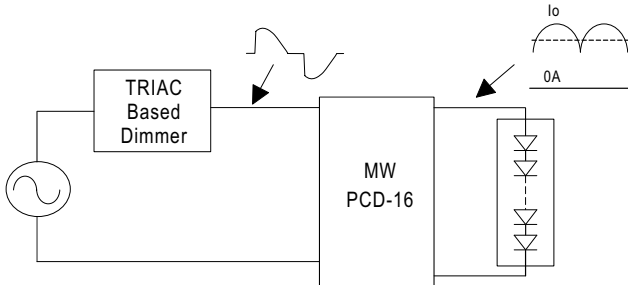 Io
0A
TRIAC
Based
Dimmer
MW
PCD-16